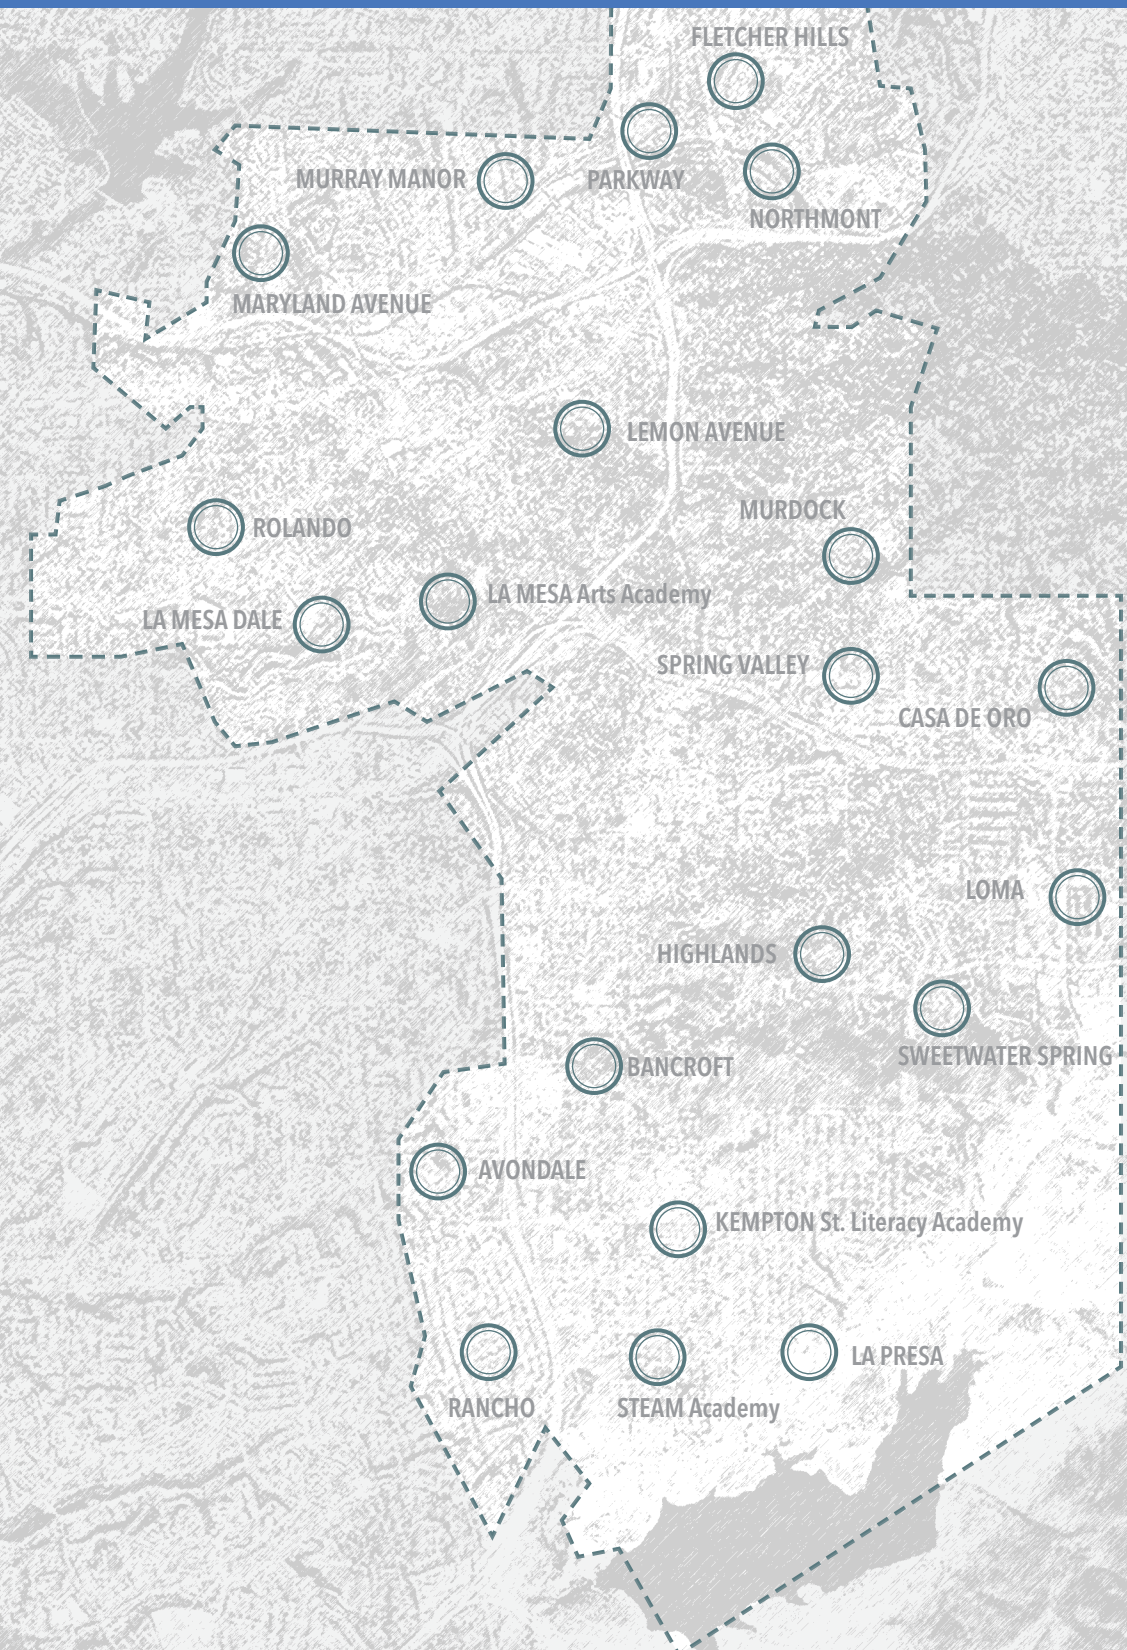 FLETCHER HILLS
MURRAY MANOR
PARKWAY
NORTHMONT
MARYLAND AVENUE
LEMON AVENUE
MURDOCK
ROLANDO
LA MESA Arts Academy
LA MESA DALE
SPRING VALLEY
CASA DE ORO
LOMA
HIGHLANDS
SWEETWATER SPRING
BANCROFT
AVONDALE
KEMPTON St. Literacy Academy
LA PRESA
RANCHO
STEAM Academy